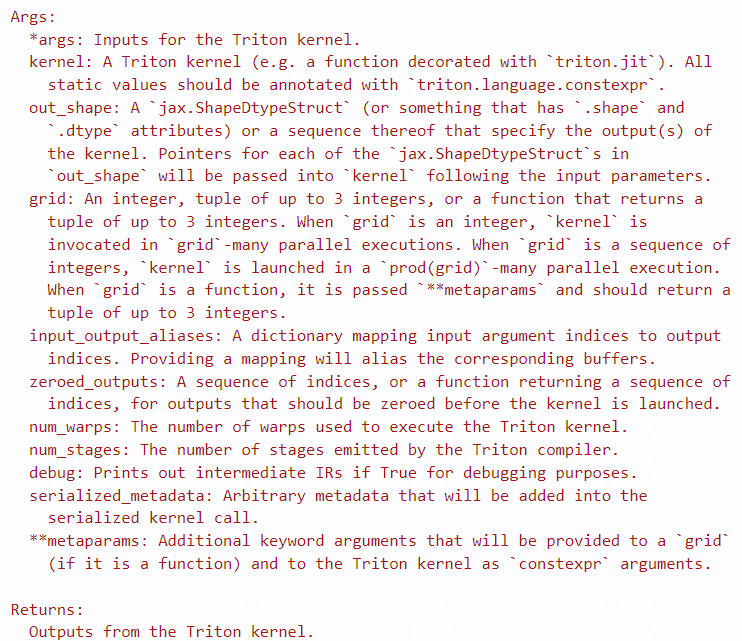 Args:
*args: Inputs for the Triton kernel.
kernel: A Triton kernel (e.g. a function decorated with `triton.jit`). All
static values should be annotated with `triton.language.constexpr`.
out_shape: A `jax.ShapeDtypeStruct` (or something that has `.shape` and
`.dtype` attributes) or a sequence thereof that specify the output(s) of
the kernel. Pointers for each of the `jax.ShapeDtypeStruct`s in
`out_shape` will be passed into `kernel` following the input parameters.
grid: An integer, tuple of up to 3 integers, or a function that returns a
tuple of up to 3 integers. When `grid` is an integer, `kernel` is
invocated in `grid`-many parallel executions. When `grid` is a sequence of
integers, `kernel` is launched in a `prod(grid)`-many parallel execution.
When `grid` is a function, it is passed `**metaparams` and should return a
tuple of up to 3 integers.
input_output_aliases: A dictionary mapping input argument indices to output
indices. Providing a mapping will alias the corresponding buffers.
zeroed_outputs: A sequence of indices, or a function returning a sequence of
indices, for outputs that should be zeroed before the kernel is launched.
num_warps: The number of warps used to execute the Triton kernel.
num_stages: The number of stages emitted by the Triton compiler.
debug: Prints out intermediate IRs if True for debugging purposes.
serialized_metadata: Arbitrary metadata that will be added into the
serialized kernel call.
**metaparams: Additional keyword arguments that will be provided to a `grid`
(if it is a function) and to the Triton kernel as `constexpr` arguments.
Returns:
Outputs from the Triton kernel.